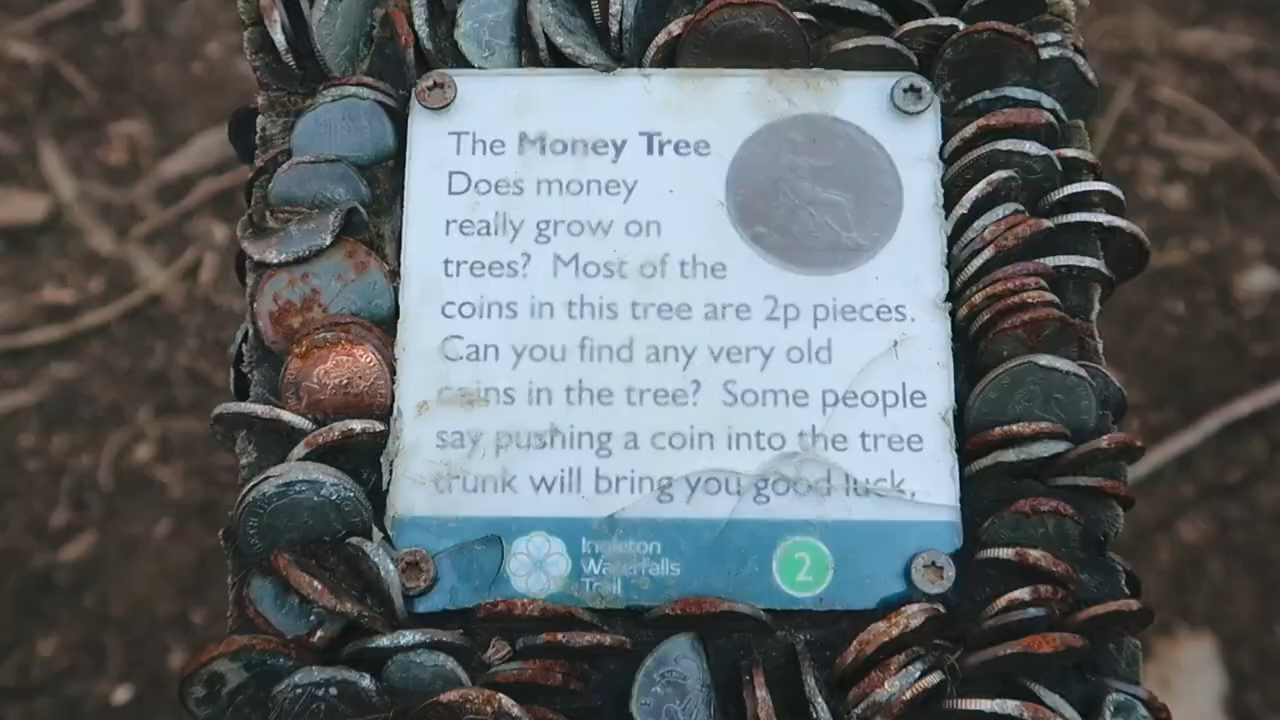 The Money Tree
Does money
really grow on
trees? Most of the
coins in this tree are 2p pieces.
Can you find any very old
coins in the tree? Some people
say pushing a coin into the tree
trunk will bring you good luck.
Ingleton
Waterfalls
Trail
2